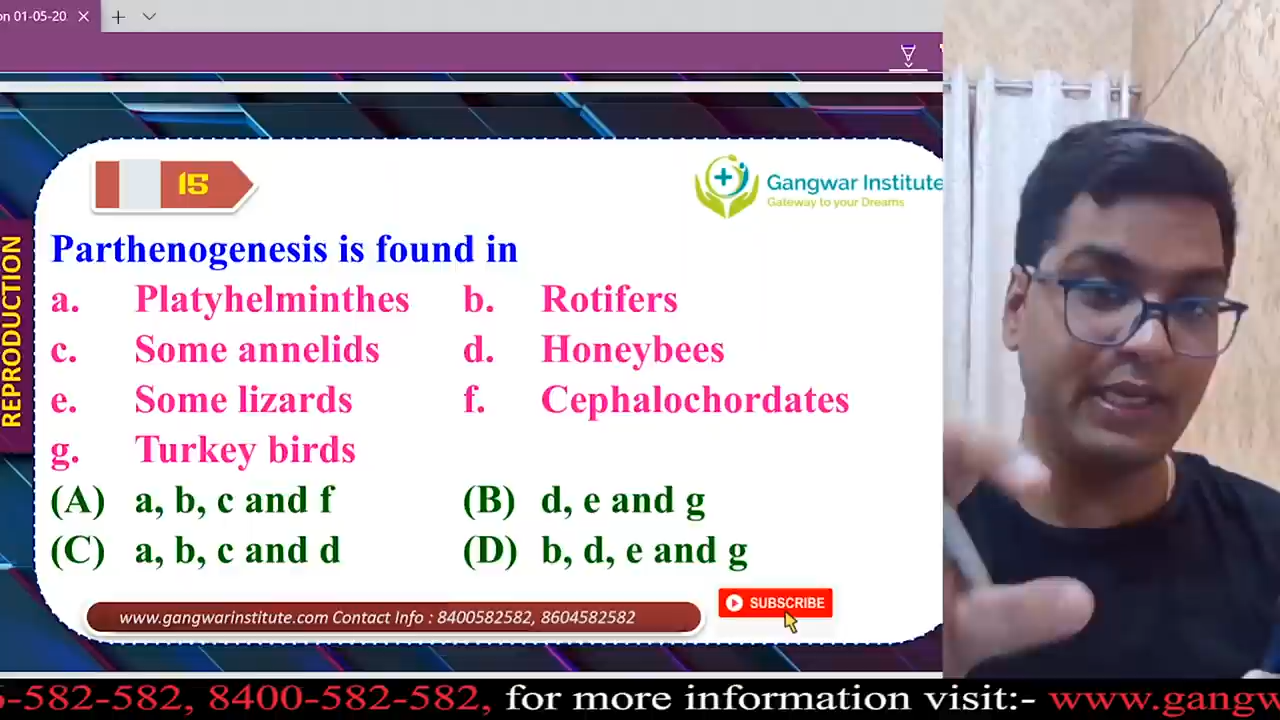 on 01-05-20
15
Gangwar Institute
Gateway to your Dreams
REPRODUCTION
Parthenogenesis is found in
a. Platyhelminthes b. Rotifers
c. Some annelids d. Honeybees
e. Some lizards f. Cephalochordates
g. Turkey birds
(A) a, b, c and f (B) d, e and g
(C) a, b, c and d (D) b, d, e and g
www.gangwarinstitute.com Contact Info : 8400582582, 8604582582
SUBSCRIBE
-582-582, 8400-582-582, for more information visit:- www.gangw